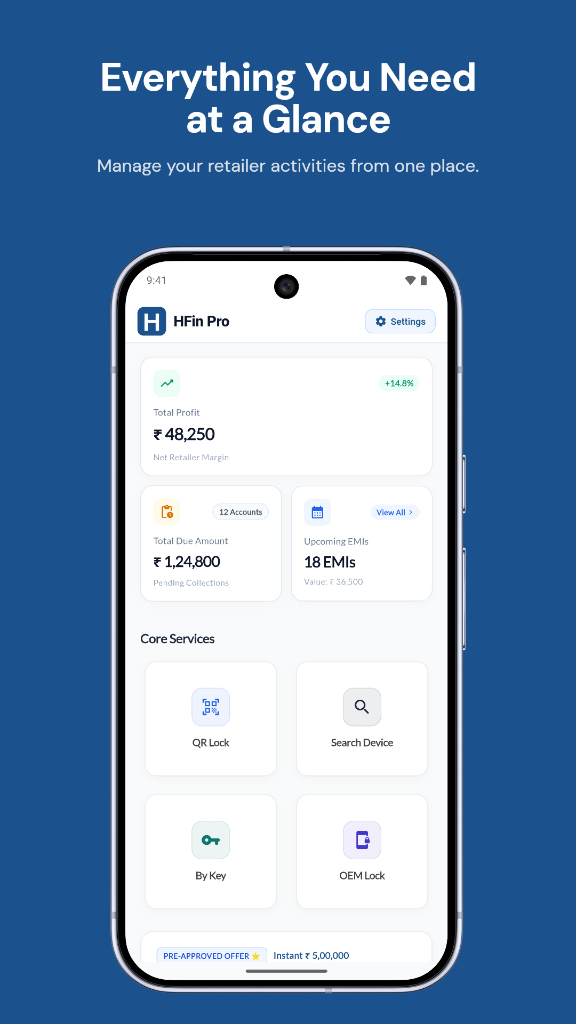 Everything You Need
at a Glance
Manage your retailer activities from one place.
9:41
H HFin Pro
Settings
+14.8%
Total Profit
₹ 48,250
Net Retailer Margin
12 Accounts
Total Due Amount
₹ 1,24,800
Pending Collections
View All >
Upcoming EMIs
18 EMIs
Value: ₹ 36,500
Core Services
QR Lock
Search Device
By Key
OEM Lock
PRE-APPROVED OFFER ⭐ Instant ₹ 5,00,000